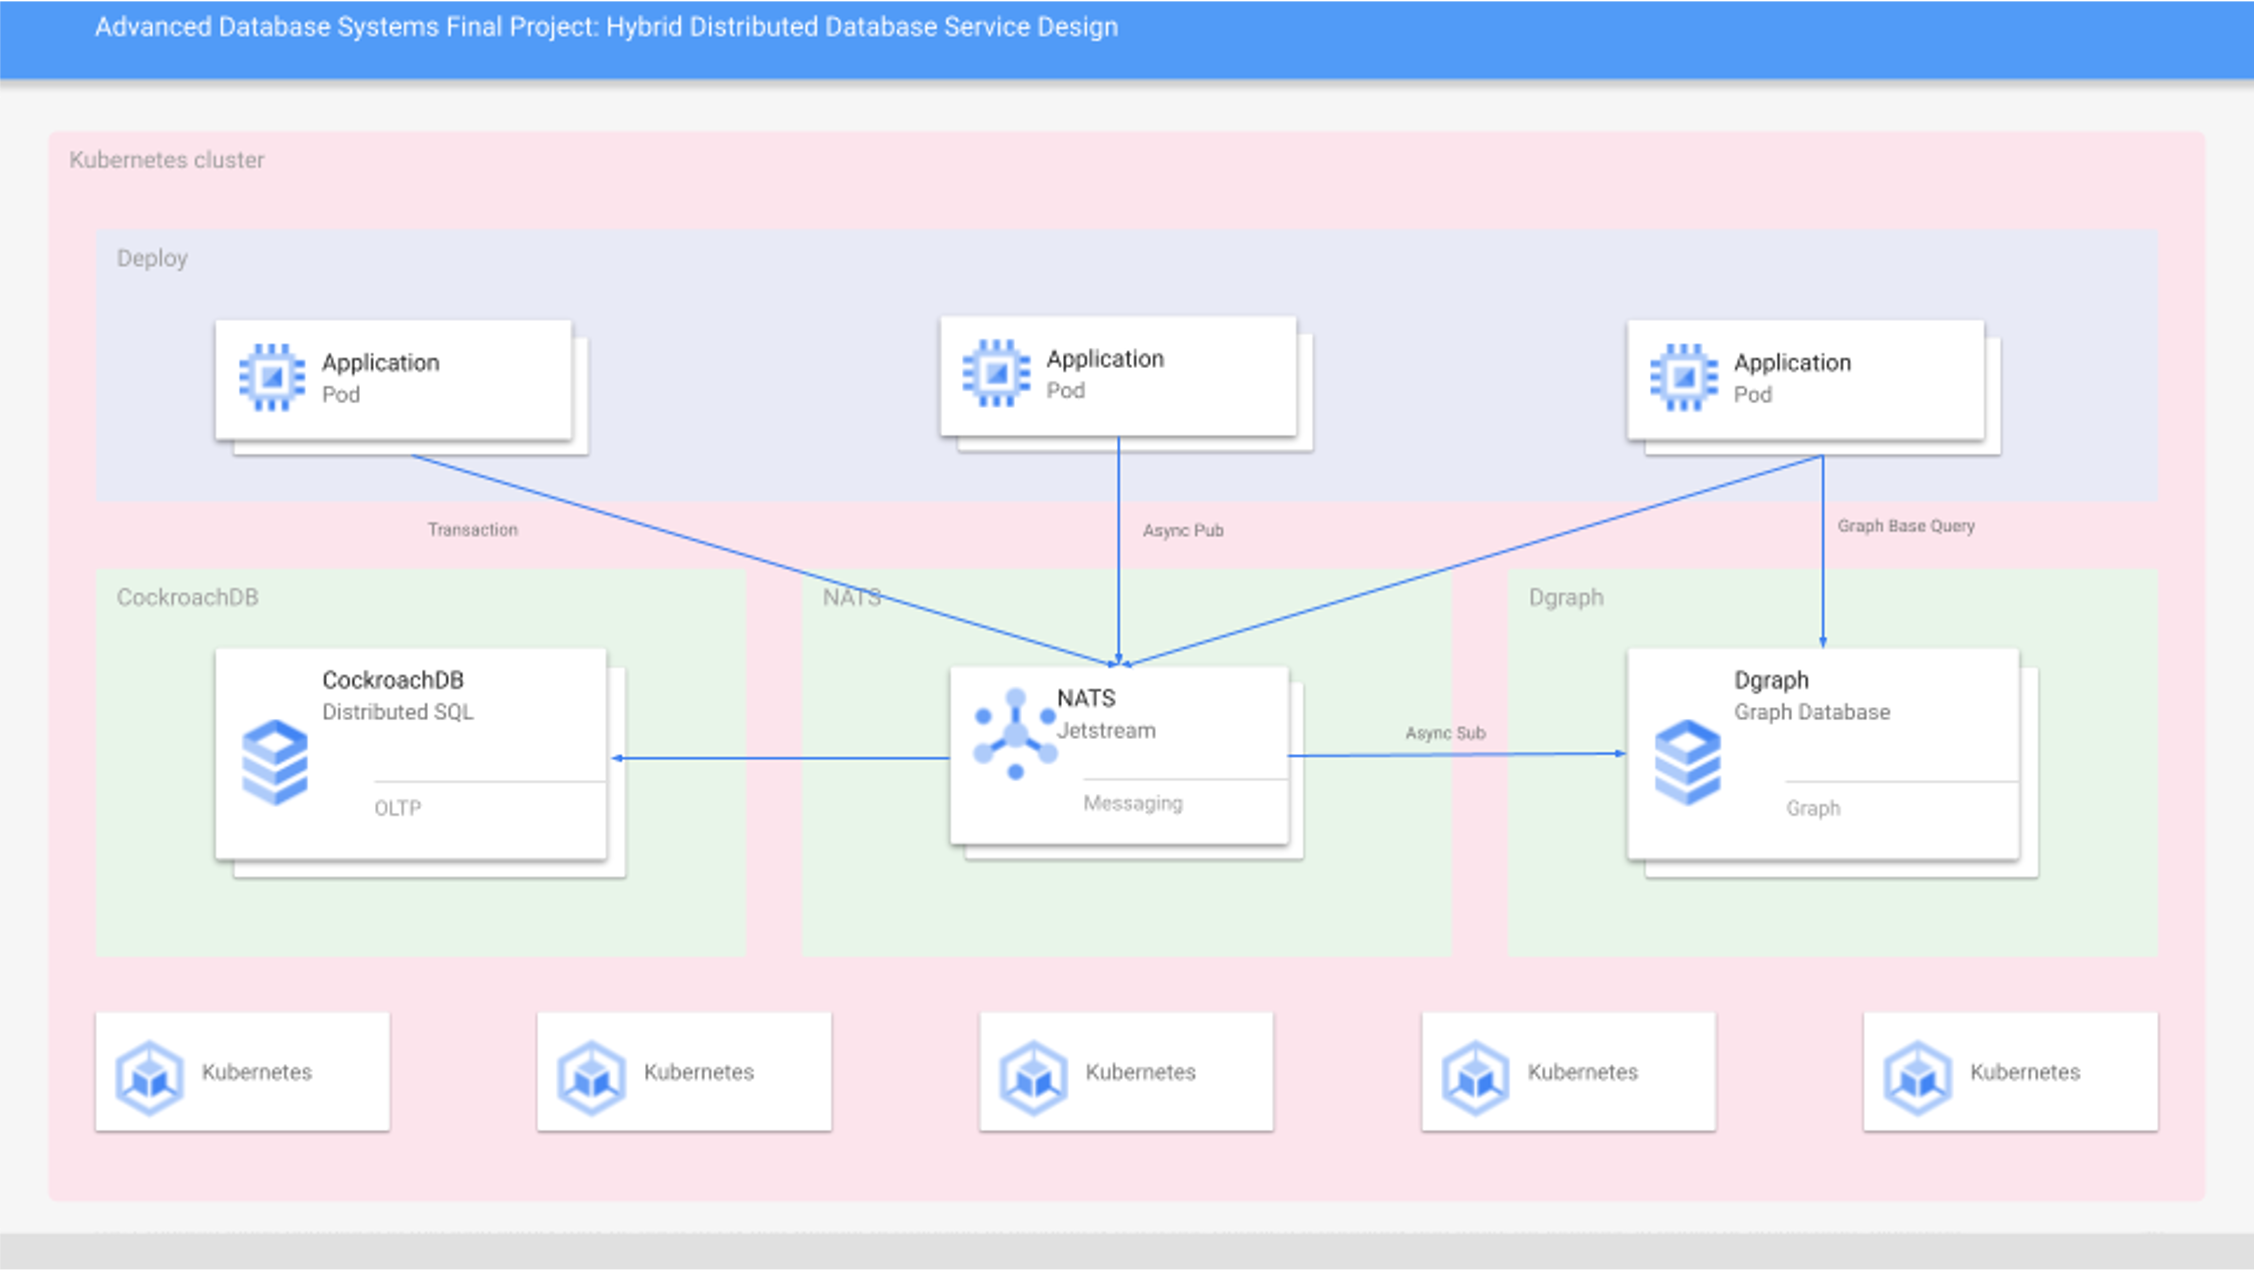 Advanced Database Systems Final Project: Hybrid Distributed Database Service Design
Kubernetes cluster
Deploy
Application
Pod
Application
Pod
Application
Pod
Transaction
Async Pub
Graph Base Query
CockroachDB
NATS
Dgraph
CockroachDB
Distributed SQL
OLTP
NATS
Jetstream
Messaging
Async Sub
Dgraph
Graph Database
Graph
Kubernetes
Kubernetes
Kubernetes
Kubernetes
Kubernetes